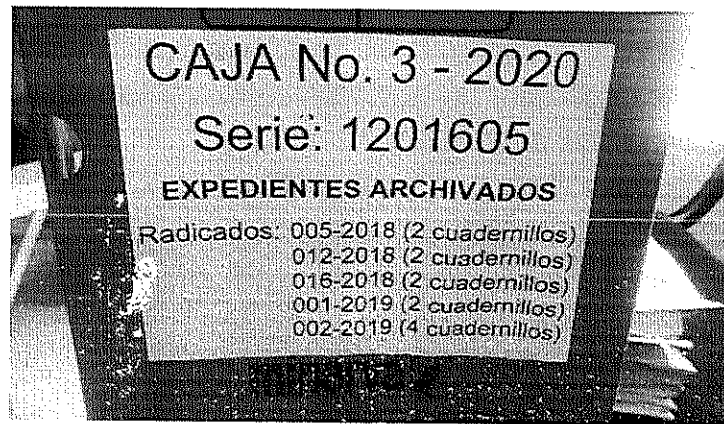 CAJA No. 3 - 2020
Serie: 1201605
EXPEDIENTES ARCHIVADOS
Radicados: 005-2018 (2 cuadernillos)
012-2018 (2 cuadernillos)
016-2018 (2 cuadernillos)
001-2019 (2 cuadernillos)
002-2019 (4 cuadernillos)